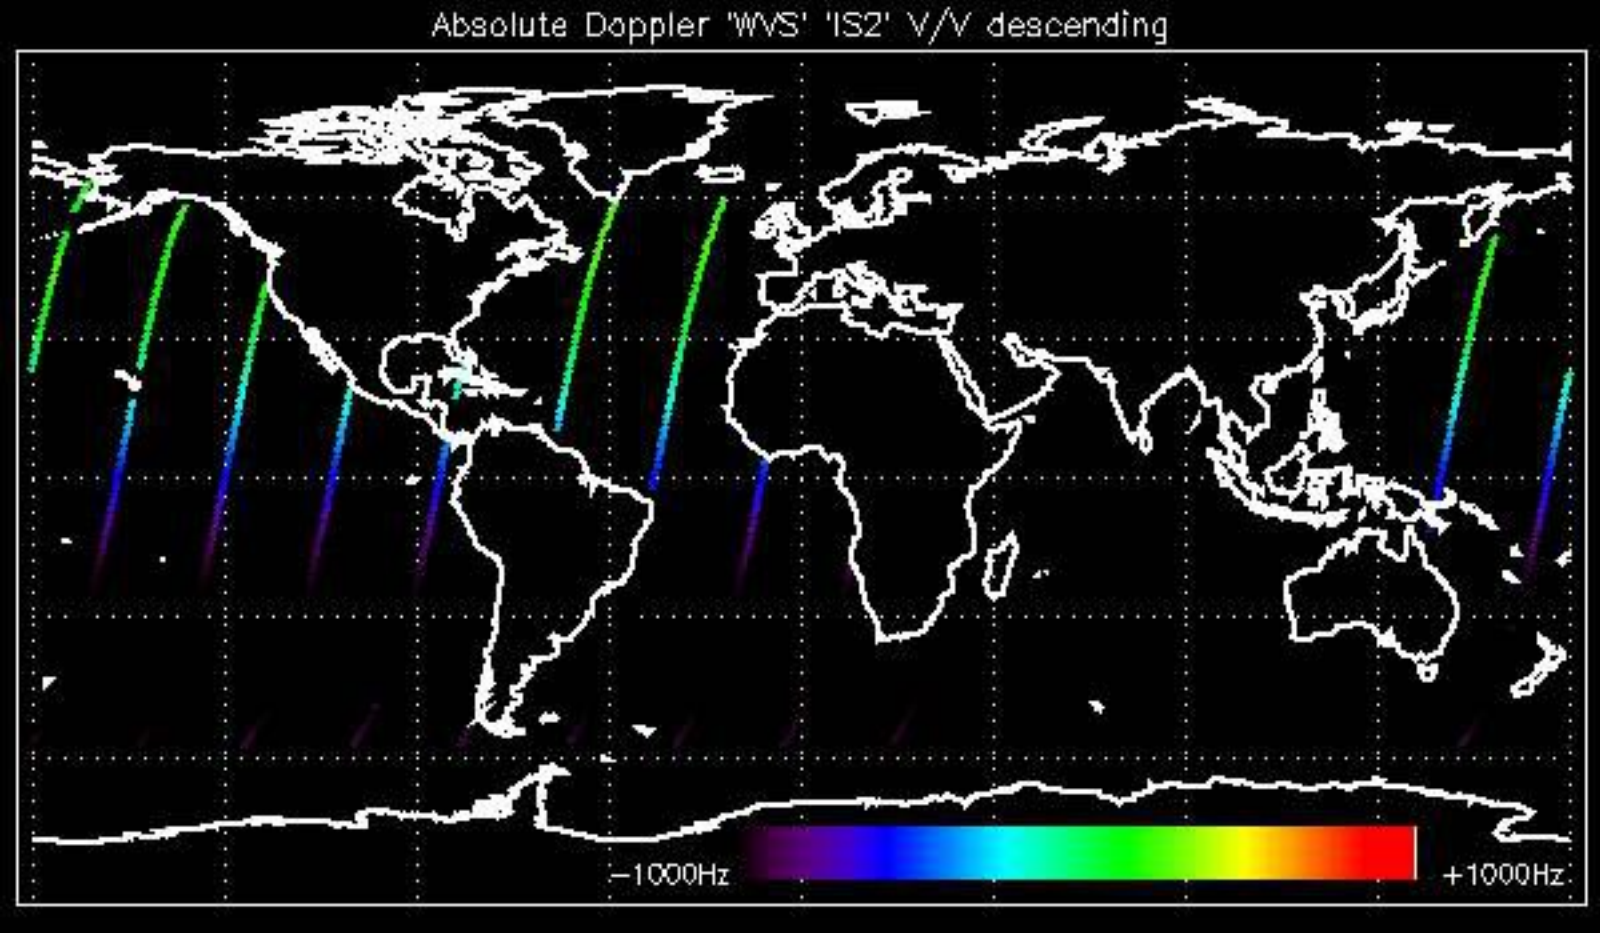 Absolute Doppler 'WVS' 'IS2' V/V descending
−1000Hz +1000Hz